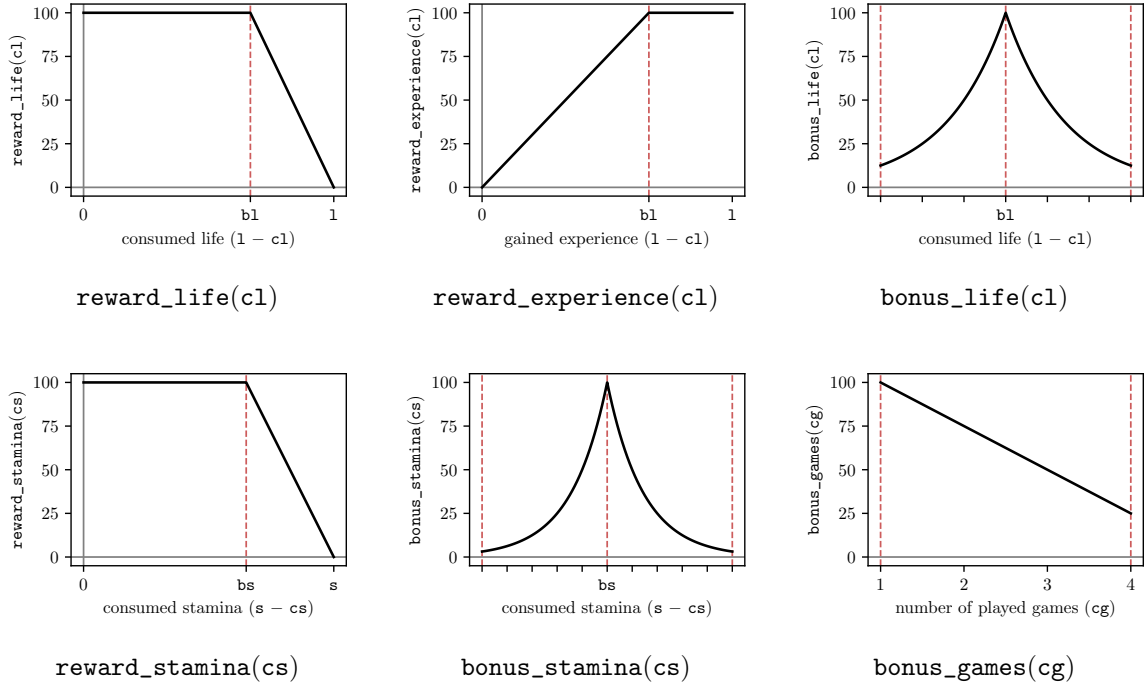 100
75
50
25
0
reward_life(cl)
0
bl
l
consumed life (l − cl)
reward_life(cl)
100
75
50
25
0
reward_experience(cl)
0
bl
l
gained experience (l − cl)
reward_experience(cl)
100
75
50
25
0
bonus_life(cl)
bl
consumed life (l − cl)
bonus_life(cl)
100
75
50
25
0
reward_stamina(cs)
0
bs
s
consumed stamina (s − cs)
reward_stamina(cs)
100
75
50
25
0
bonus_stamina(cs)
bs
consumed stamina (s − cs)
bonus_stamina(cs)
100
75
50
25
0
bonus_games(cg)
1
2
3
4
number of played games (cg)
bonus_games(cg)